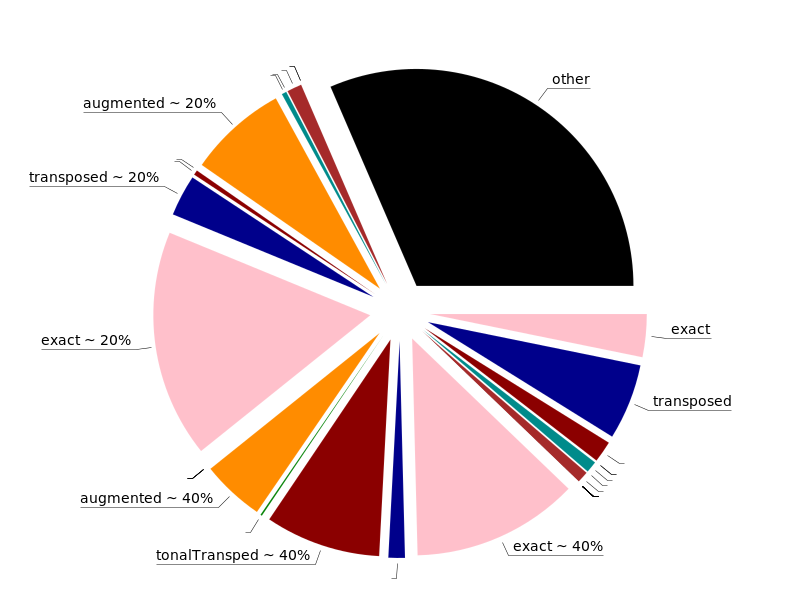 other
augmented ~ 20%
transposed ~ 20%
exact ~ 20%
exact
transposed
augmented ~ 40%
tonalTransped ~ 40%
exact ~ 40%